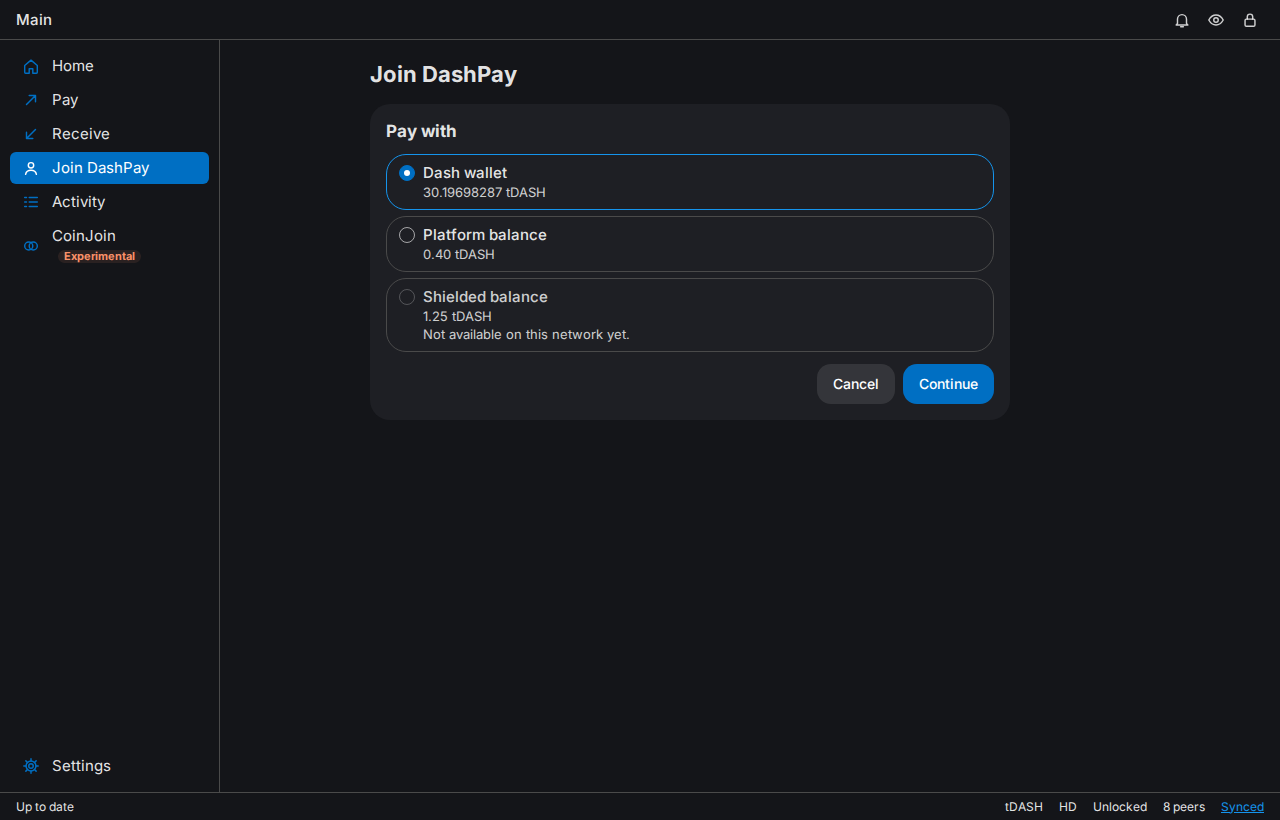 Main
Home
Pay
Receive
Join DashPay
Activity
CoinJoin
Experimental
Settings
Join DashPay
Pay with
Dash wallet
30.19698287 tDASH
Platform balance
0.40 tDASH
Shielded balance
1.25 tDASH
Not available on this network yet.
Cancel Continue
Up to date tDASH HD Unlocked 8 peers Synced